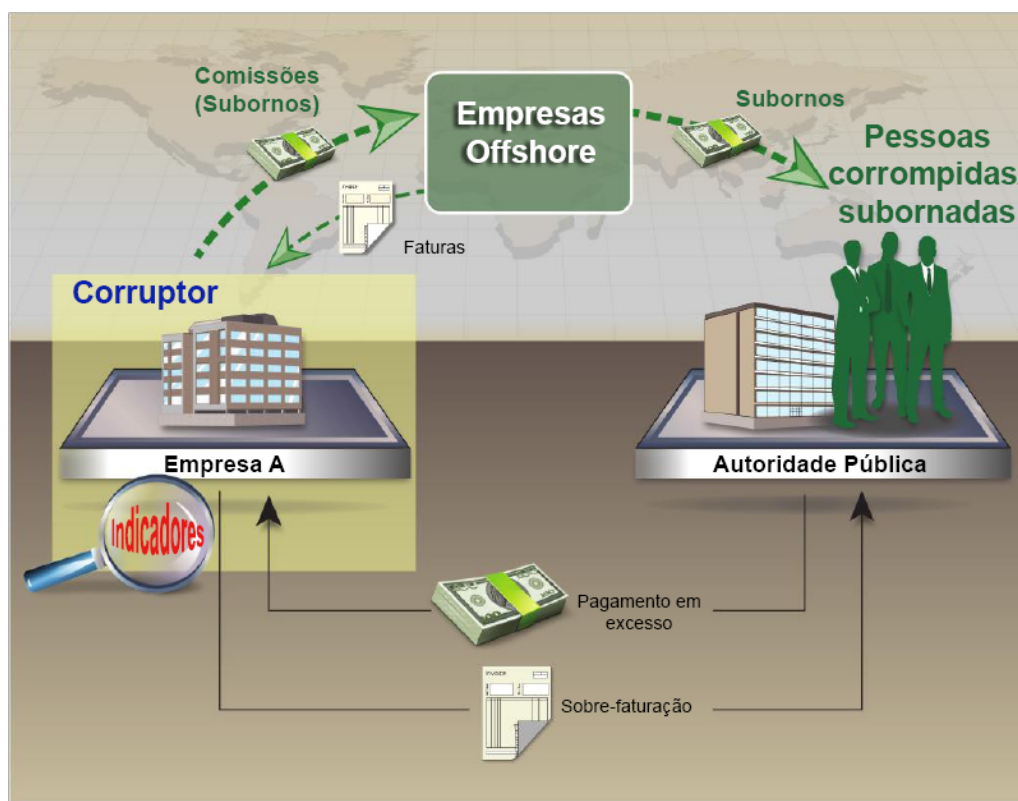 Comissões
(Subornos)
Empresas
Offshore
Subornos
Pessoas
corrompidas
subornadas
Faturas
Corruptor
Empresa A
Autoridade Pública
Indicadores
Pagamento em
excesso
Sobre-faturação